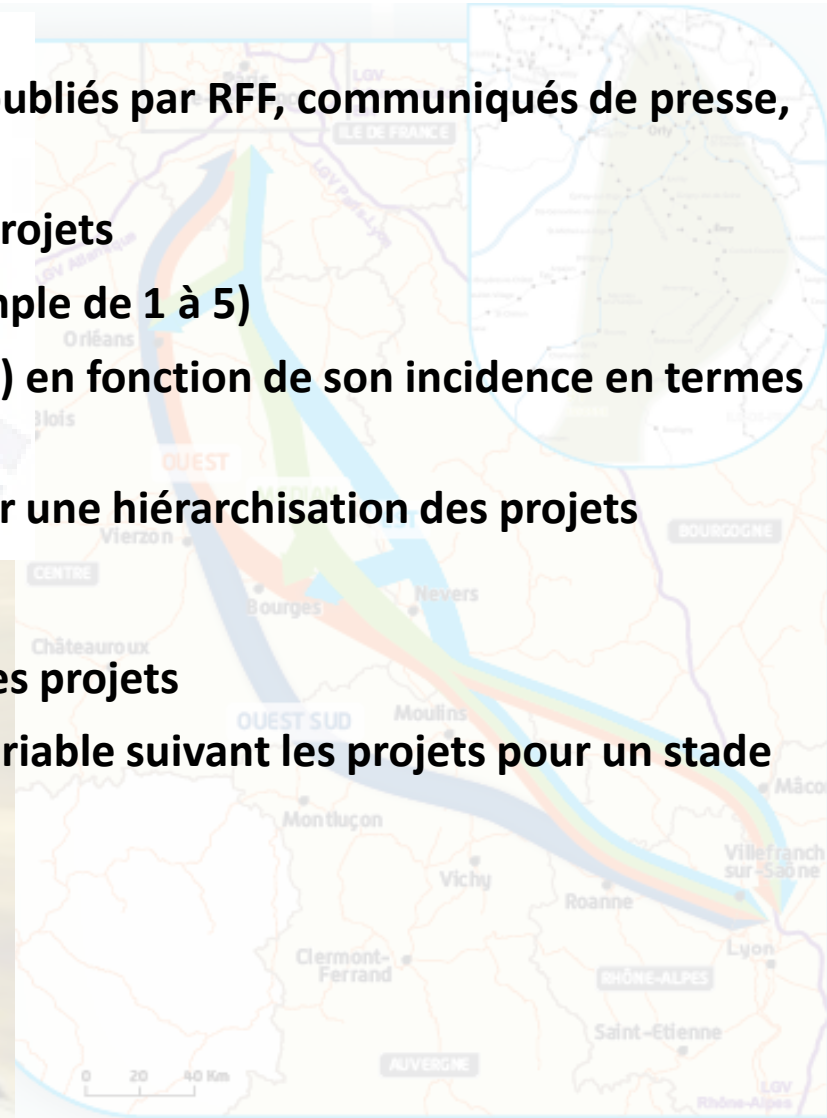 Paris
LGV
ubliés par RFF, communiqués de presse,
ILE DE FRANCE
Orly
LGV Paris-Lyon
rojets
LGV Atlantique
nple de 1 à 5)
Orléans
) en fonction de son incidence en termes
Blois
OUEST
r une hiérarchisation des projets
Vierzon
BOURGOGNE
CENTRE
Bourges
Nevers
Châteauroux
es projets
OUEST SUD
Moulins
riable suivant les projets pour un stade
Mâco
Montluçon
Villefranch
sur-Saône
Vichy
Roanne
Lyon
Clermont-
Ferrand
RHÔNE-ALPES
Saint-Etienne
AUVERGNE
0 20 40 Km
LGV
Rhône-Alpes